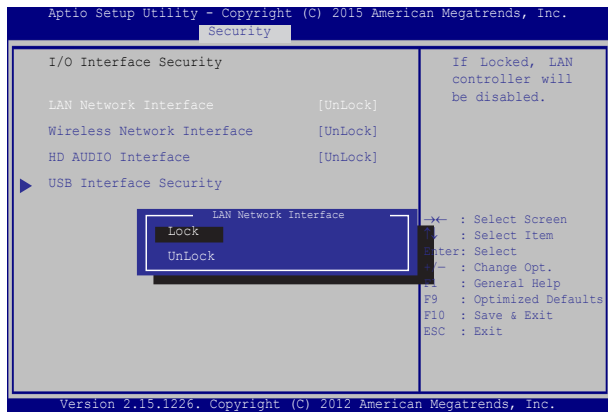 Aptio Setup Utility - Copyright (C) 2015 American Megatrends, Inc.
Security
I/O Interface Security
LAN Network Interface [UnLock]
Wireless Network Interface [UnLock]
HD AUDIO Interface [UnLock]
USB Interface Security
LAN Network Interface
Lock
UnLock
If Locked, LAN
controller will
be disabled.
→← : Select Screen
: Select Item
Enter: Select
+/- : Change Opt.
F1 : General Help
F9 : Optimized Defaults
F10 : Save & Exit
ESC : Exit
Version 2.15.1226. Copyright (C) 2012 American Megatrends, Inc.